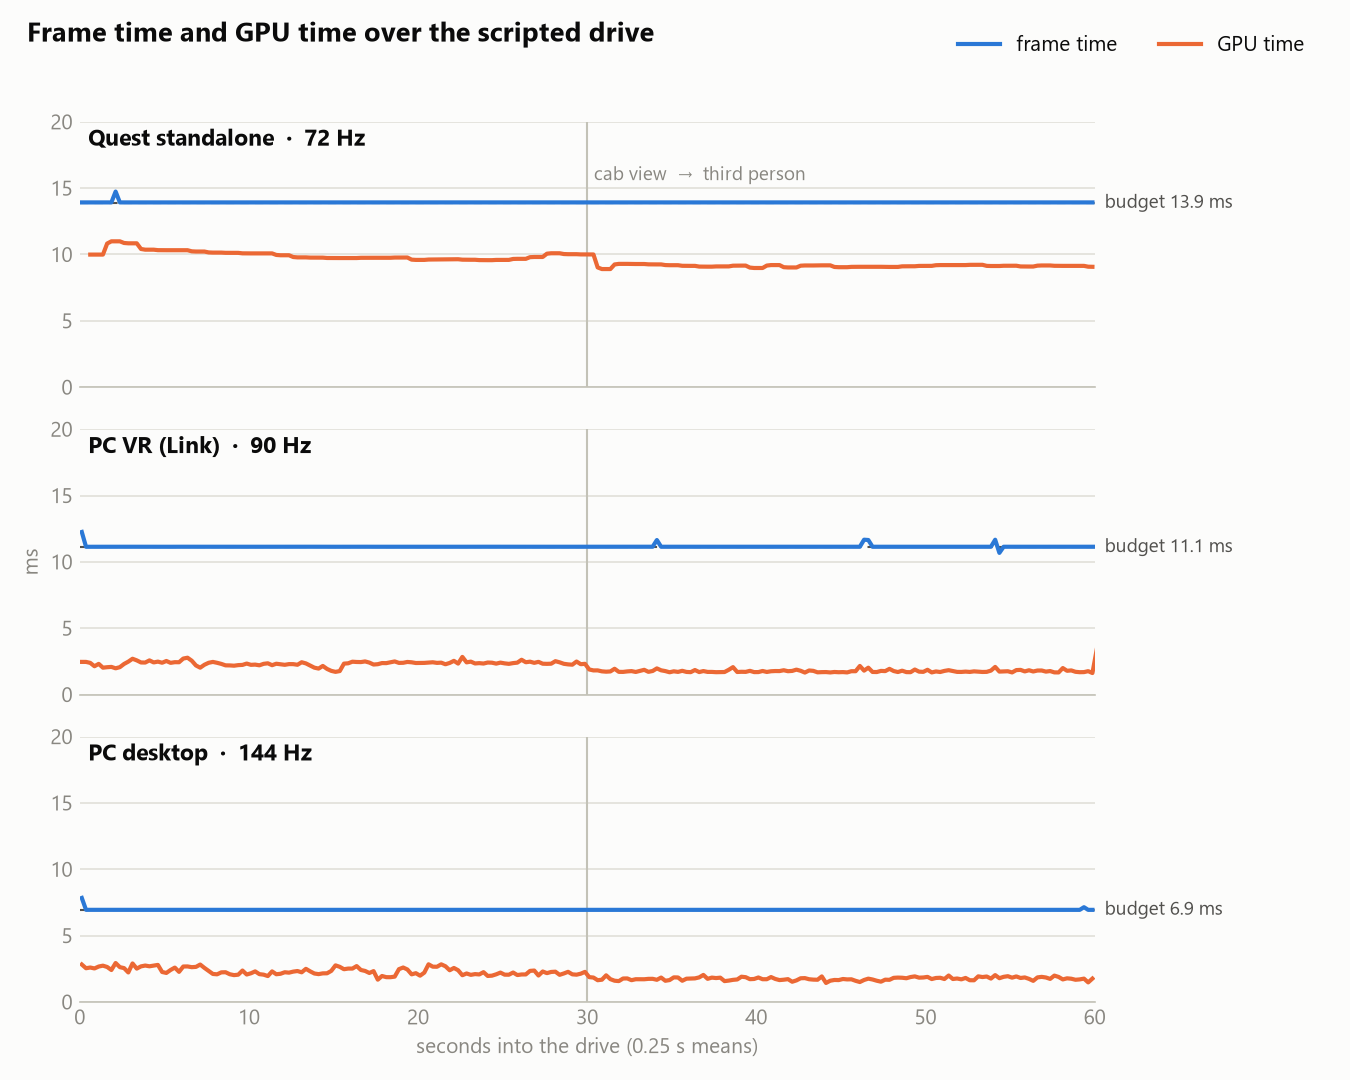 Frame time and GPU time over the scripted drive
frame time
GPU time
20
Quest standalone · 72 Hz
cab view → third person
15
budget 13.9 ms
10
5
0
20
PC VR (Link) · 90 Hz
15
budget 11.1 ms
10
ms
5
0
20
PC desktop · 144 Hz
15
10
budget 6.9 ms
5
0
0 10 20 30 40 50 60
seconds into the drive (0.25 s means)